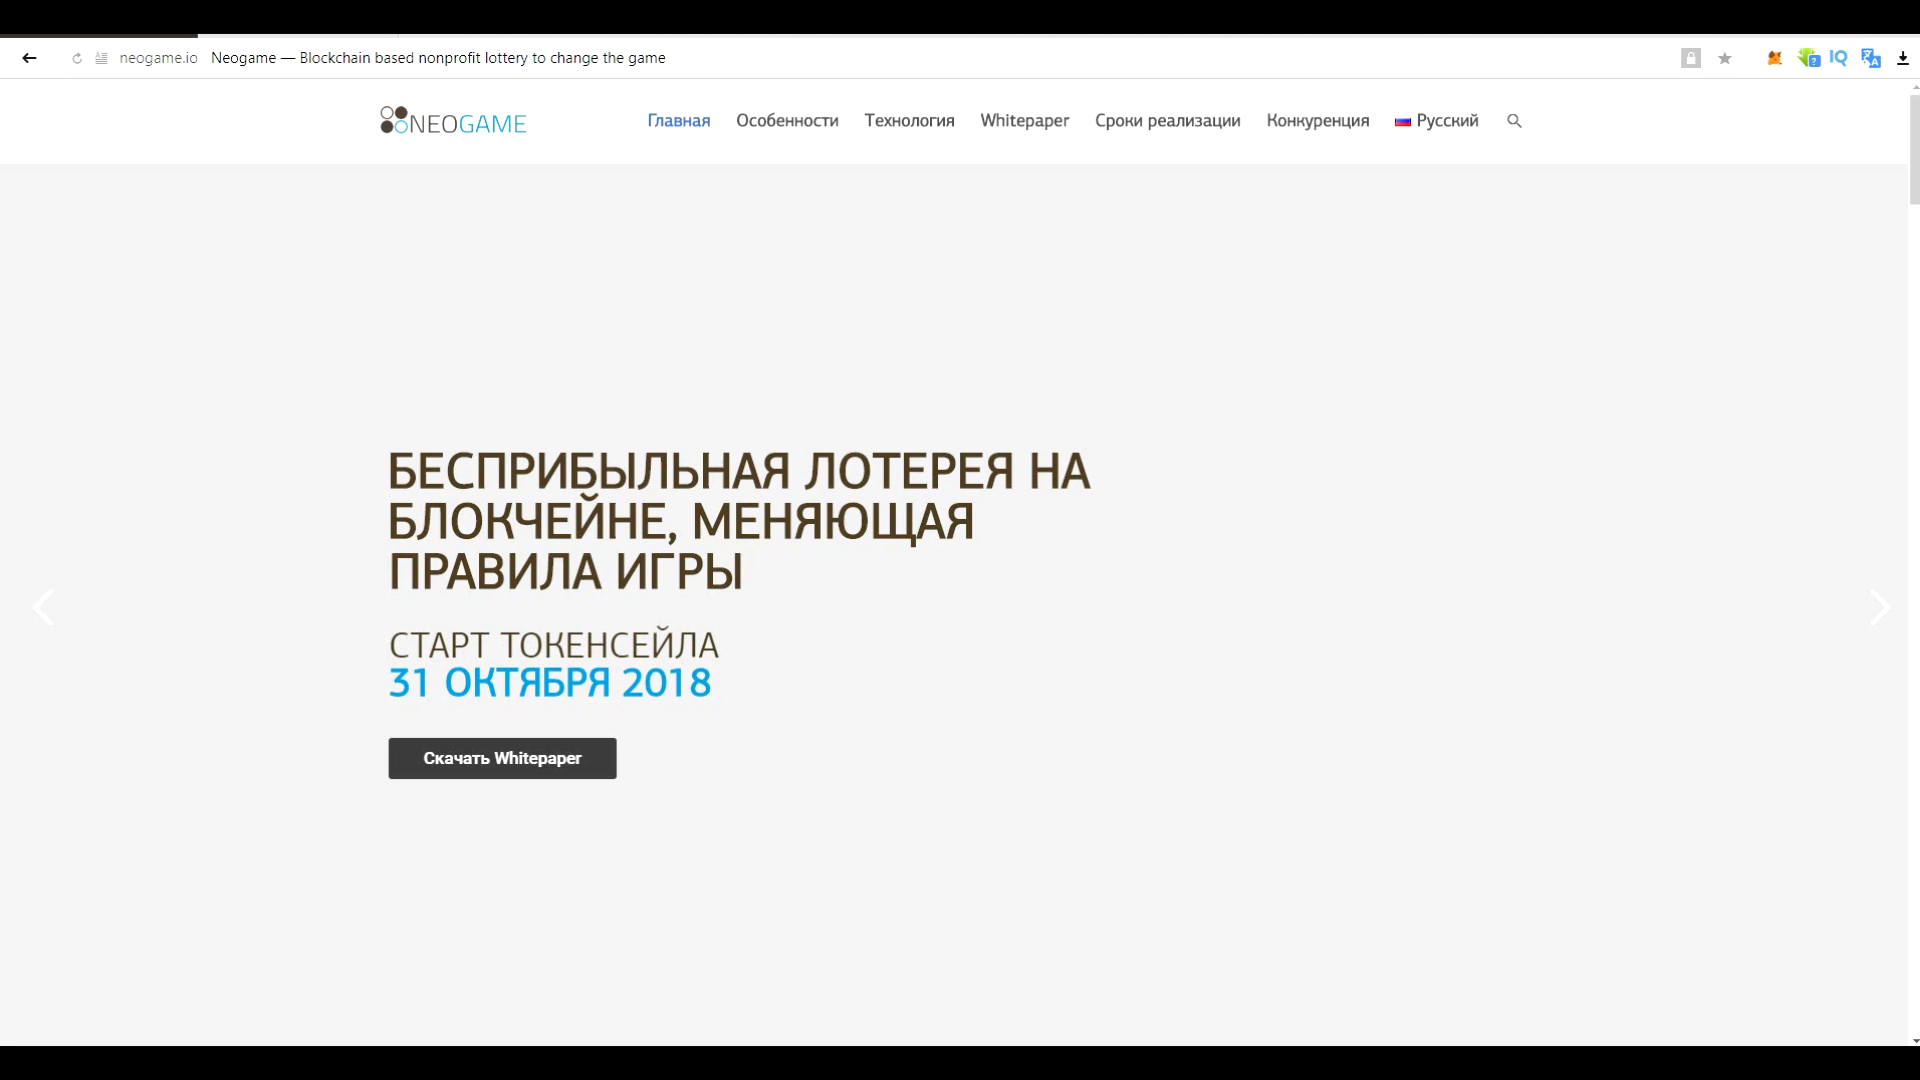 neogame.io Neogame — Blockchain based nonprofit lottery to change the game
IQ
NEOGAME
Главная Особенности Технология Whitepaper Сроки реализации Конкуренция Русский
БЕСПРИБЫЛЬНАЯ ЛОТЕРЕЯ НА
БЛОКЧЕЙНЕ, МЕНЯЮЩАЯ
ПРАВИЛА ИГРЫ
СТАРТ ТОКЕНСЕЙЛА
31 ОКТЯБРЯ 2018
Скачать Whitepaper